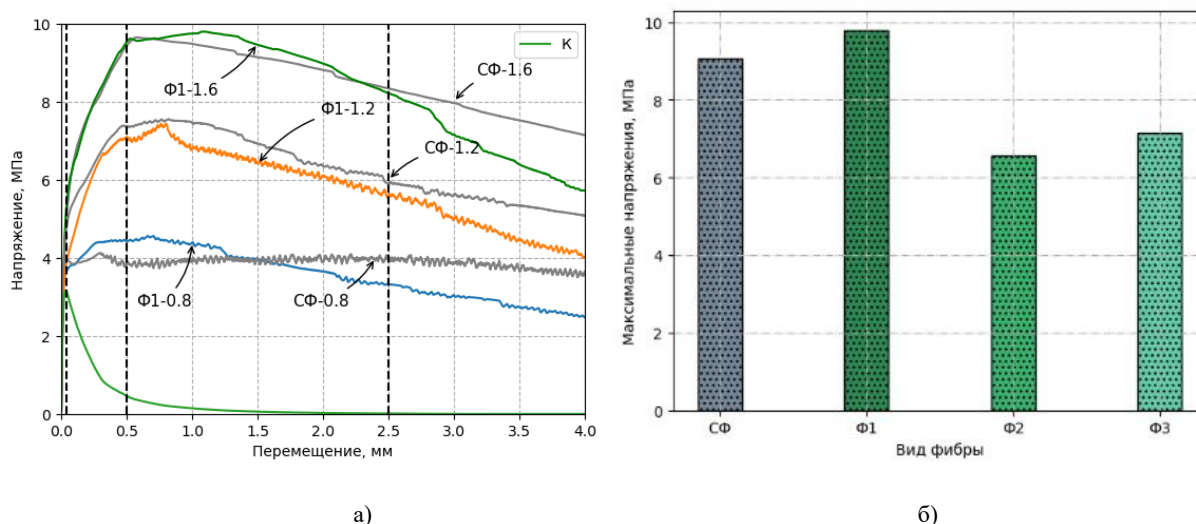 10
8
6
4
2
0
Напряжение, МПа
К
Ф1-1.6
СФ-1.6
Ф1-1.2
СФ-1.2
Ф1-0.8
СФ-0.8
0.0 0.5 1.0 1.5 2.0 2.5 3.0 3.5 4.0
Перемещение, мм
а)
10
8
6
4
2
0
Максимальные напряжения, МПа
СФ Ф1 Ф2 Ф3
Вид фибры
б)